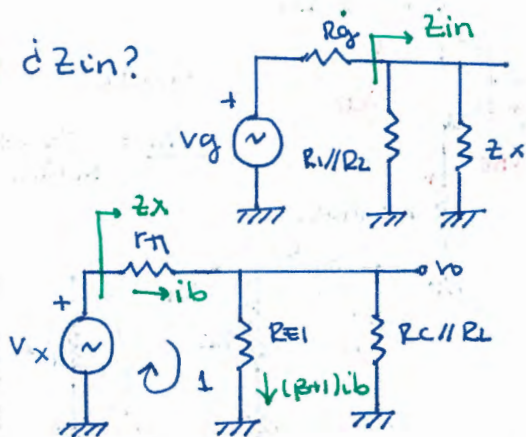 ¿Zin?
Rg
Zin
+
vg
~
R1//R2
Zx
Zx
rπ
ib
vo
+
vx
~
1
RE1
(β+1)ib
RC//RL